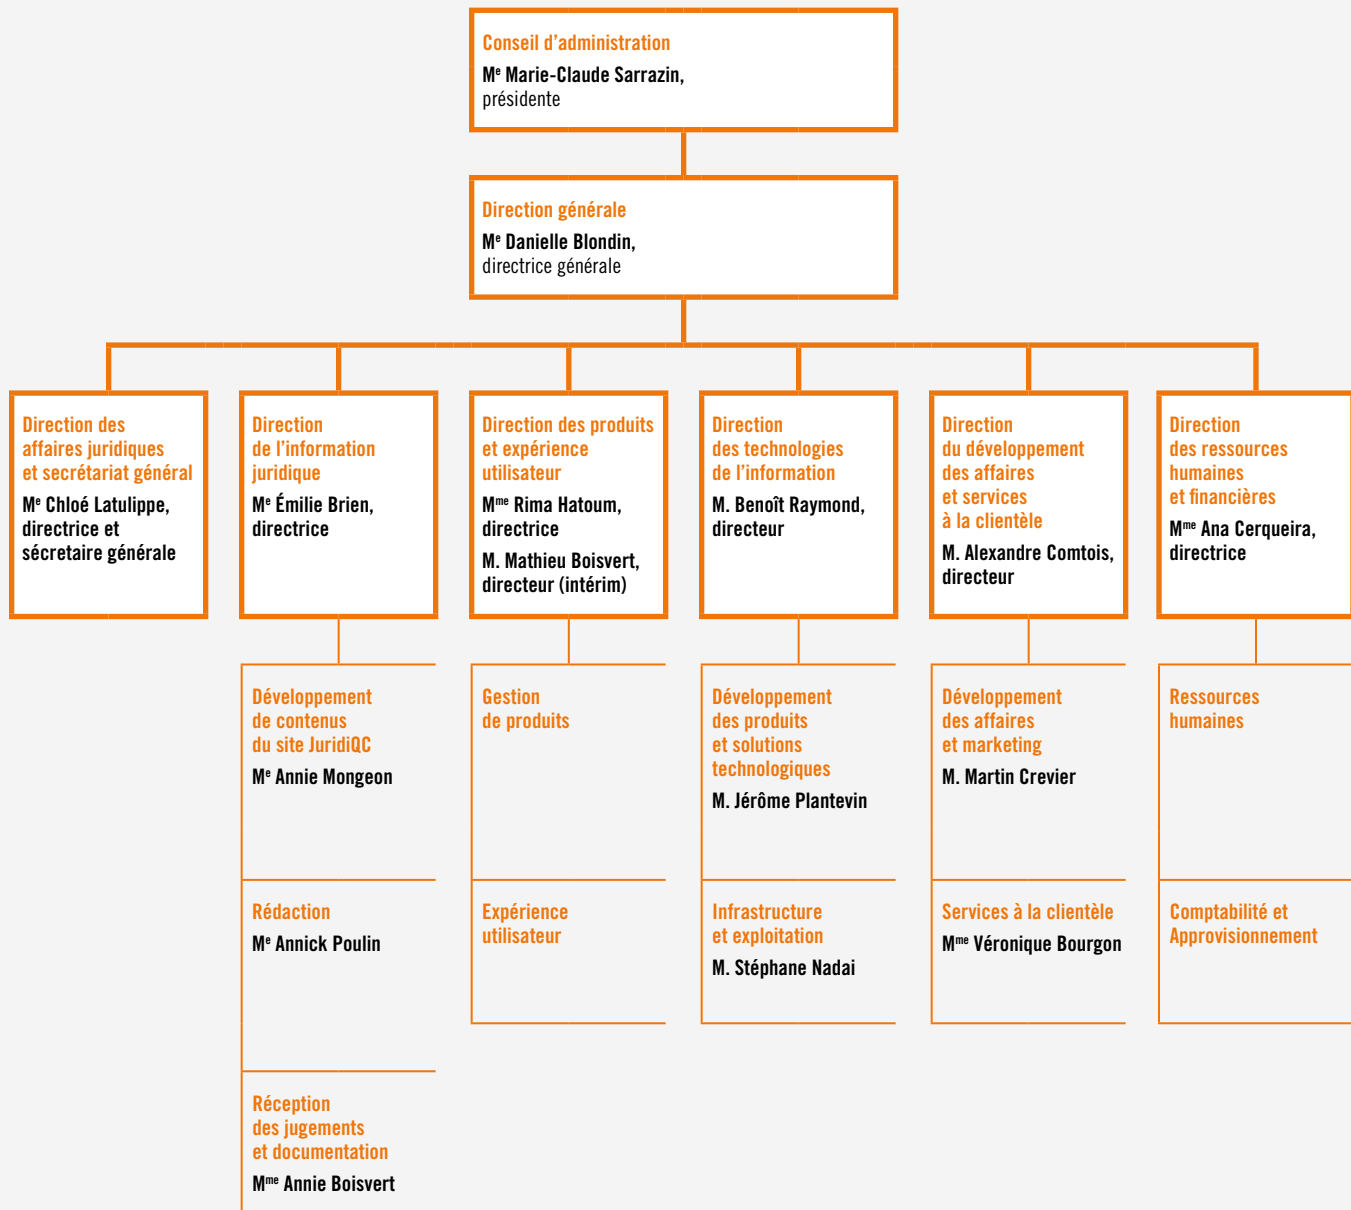 Conseil d’administration
Mᵉ Marie-Claude Sarrazin,
présidente
Direction générale
Mᵉ Danielle Blondin,
directrice générale
Direction des
affaires juridiques
et secrétariat général
Mᵉ Chloé Latulippe,
directrice et
sécretaire générale
Direction
de l’information
juridique
Mᵉ Émilie Brien,
directrice
Direction des produits
et expérience
utilisateur
Mᵐᵉ Rima Hatoum,
directrice
M. Mathieu Boisvert,
directeur (intérim)
Direction
des technologies
de l’information
M. Benoît Raymond,
directeur
Direction
du développement
des affaires
et services
à la clientèle
M. Alexandre Comtois,
directeur
Direction
des ressources
humaines
et financières
Mᵐᵉ Ana Cerqueira,
directrice
Développement
de contenus
du site JuridiQC
Mᵉ Annie Mongeon
Rédaction
Mᵉ Annick Poulin
Réception
des jugements
et documentation
Mᵐᵉ Annie Boisvert
Gestion
de produits
Expérience
utilisateur
Développement
des produits
et solutions
technologiques
M. Jérôme Plantevin
Infrastructure
et exploitation
M. Stéphane Nadai
Développement
des affaires
et marketing
M. Martin Crevier
Services à la clientèle
Mᵐᵉ Véronique Bourgon
Ressources
humaines
Comptabilité et
Approvisionnement